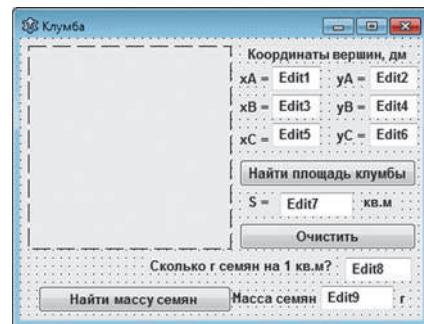 Клумба
Координаты вершин, дм
xA = Edit1 yA = Edit2
xB = Edit3 yB = Edit4
xC = Edit5 yC = Edit6
Найти площадь клумбы
S = Edit7 кв.м
Очистить
Сколько г семян на 1 кв.м? Edit8
Найти массу семян Масса семян Edit9 г